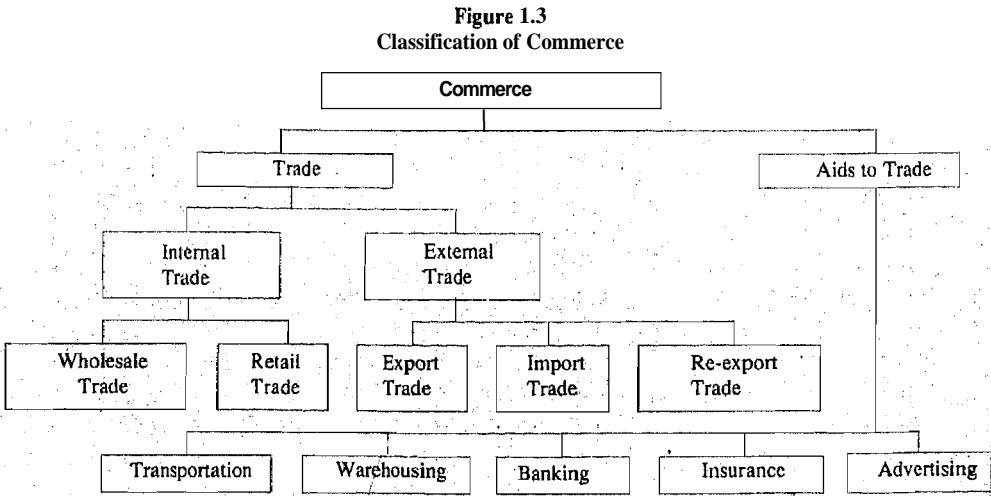 Figure 1.3
Classification of Commerce
Commerce
Trade
Aids to Trade
Internal
Trade
External
Trade
Wholesale
Trade
Retail
Trade
Export
Trade
Import
Trade
Re-export
Trade
Transportation
Warehousing
Banking
Insurance
Advertising